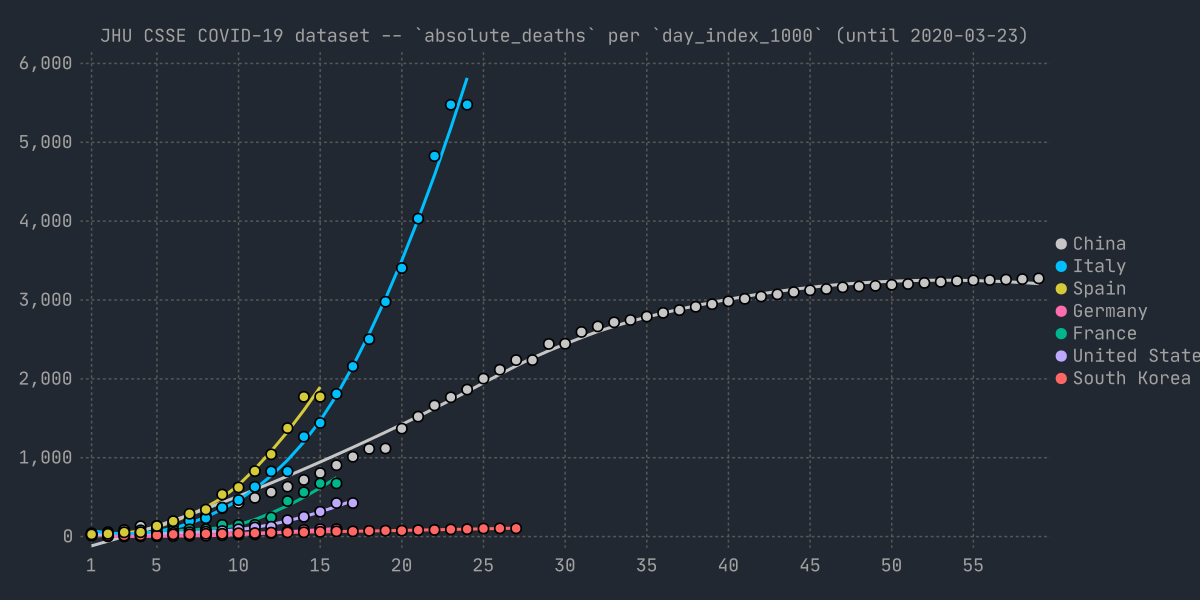 JHU CSSE COVID-19 dataset -- `absolute_deaths` per `day_index_1000` (until 2020-03-23)
6,000
5,000
4,000
3,000
2,000
1,000
0
1 5 10 15 20 25 30 35 40 45 50 55
China
Italy
Spain
Germany
France
United State
South Korea